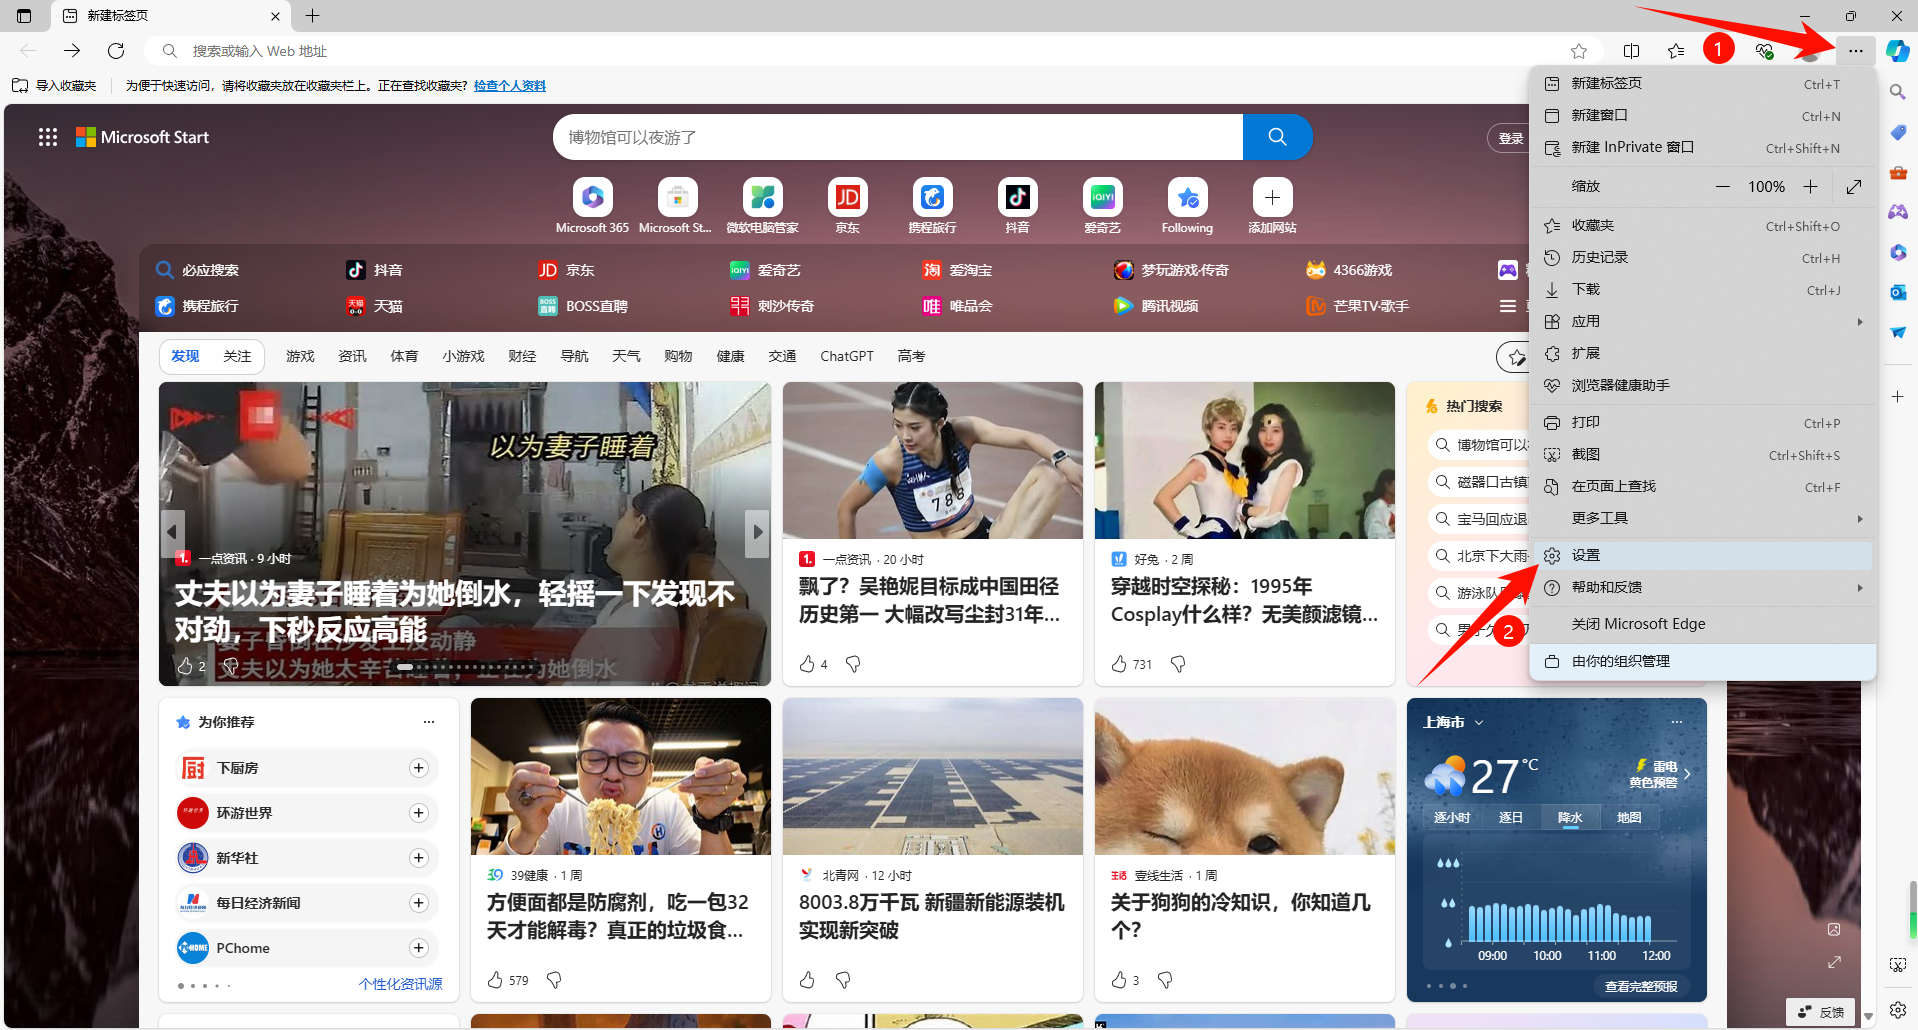 新建标签页
搜索或输入 Web 地址
1
导入收藏夹
为便于快速访问，请将收藏夹放在收藏夹栏上。正在查找收藏夹? 检查个人资料
Microsoft Start
博物馆可以夜游了
登录
Microsoft 365
Microsoft St...
微软电脑管家
JD
京东
携程旅行
抖音
iQIYI
爱奇艺
Following
添加网站
必应搜索
抖音
JD 京东
iQIYI 爱奇艺
淘 爱淘宝
梦玩游戏-传奇
4366游戏
携程旅行
天猫 天猫
BOSS直聘 BOSS直聘
刺沙传奇
唯 唯品会
腾讯视频
芒果TV-歌手
发现
关注
游戏
资讯
体育
小游戏
财经
导航
天气
购物
健康
交通
ChatGPT
高考
以为妻子睡着
1. 一点资讯 · 9 小时
丈夫以为妻子睡着为她倒水，轻摇一下发现不
对劲，下秒反应高能
2
788
1. 一点资讯 · 20 小时
飘了？吴艳妮目标成中国田径
历史第一 大幅改写尘封31年...
4
好兔 · 2 周
穿越时空探秘：1995年
Cosplay什么样？无美颜滤镜...
731
热门搜索
博物馆可以
磁器口古镇
宝马回应退
北京下大雨
游泳队
新建标签页 Ctrl+T
新建窗口 Ctrl+N
新建 InPrivate 窗口 Ctrl+Shift+N
缩放 100%
收藏夹 Ctrl+Shift+O
历史记录 Ctrl+H
下载 Ctrl+J
应用
扩展
浏览器健康助手
打印 Ctrl+P
截图 Ctrl+Shift+S
在页面上查找 Ctrl+F
更多工具
设置
帮助和反馈
2
关闭 Microsoft Edge
由你的组织管理
为你推荐
厨 下厨房
环游世界
新华社
每日经济新闻
PChome
个性化资讯源
39健康 · 1 周
方便面都是防腐剂，吃一包32
天才能解毒？真正的垃圾食...
579
北青网 · 12 小时
8003.8万千瓦 新疆新能源装机
实现新突破
生活 壹线生活 · 1 周
关于狗狗的冷知识，你知道几
个？
3
上海市
27 °C
雷电
黄色预警
逐小时
逐日
降水
地图
09:00
10:00
11:00
12:00
查看完整预报
反馈